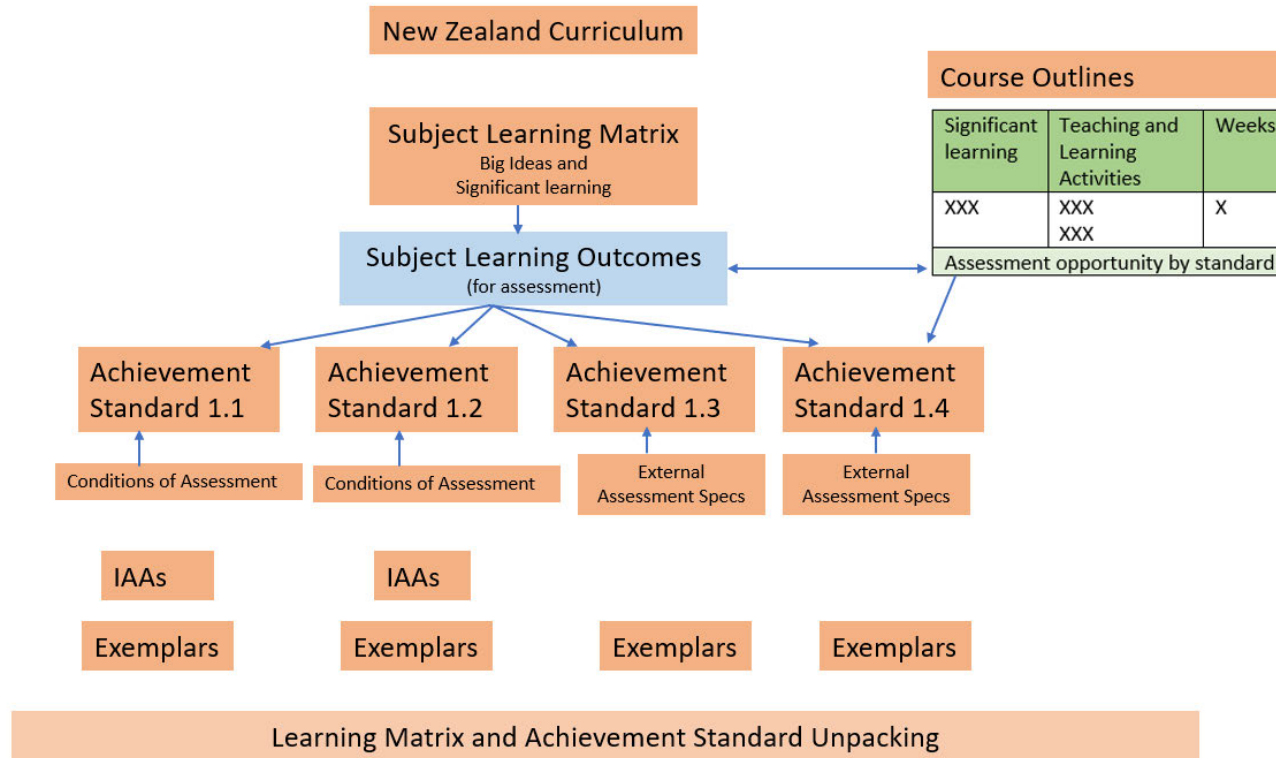 New Zealand Curriculum
Course Outlines
Subject Learning Matrix
Big Ideas and
Significant learning
Significant
learning
Teaching and
Learning
Activities
Weeks
XXX
XXX
XXX
X
Assessment opportunity by standard
Subject Learning Outcomes
(for assessment)
Achievement
Standard 1.1
Achievement
Standard 1.2
Achievement
Standard 1.3
Achievement
Standard 1.4
Conditions of Assessment
Conditions of Assessment
External
Assessment Specs
External
Assessment Specs
IAAs
IAAs
Exemplars
Exemplars
Exemplars
Exemplars
Learning Matrix and Achievement Standard Unpacking